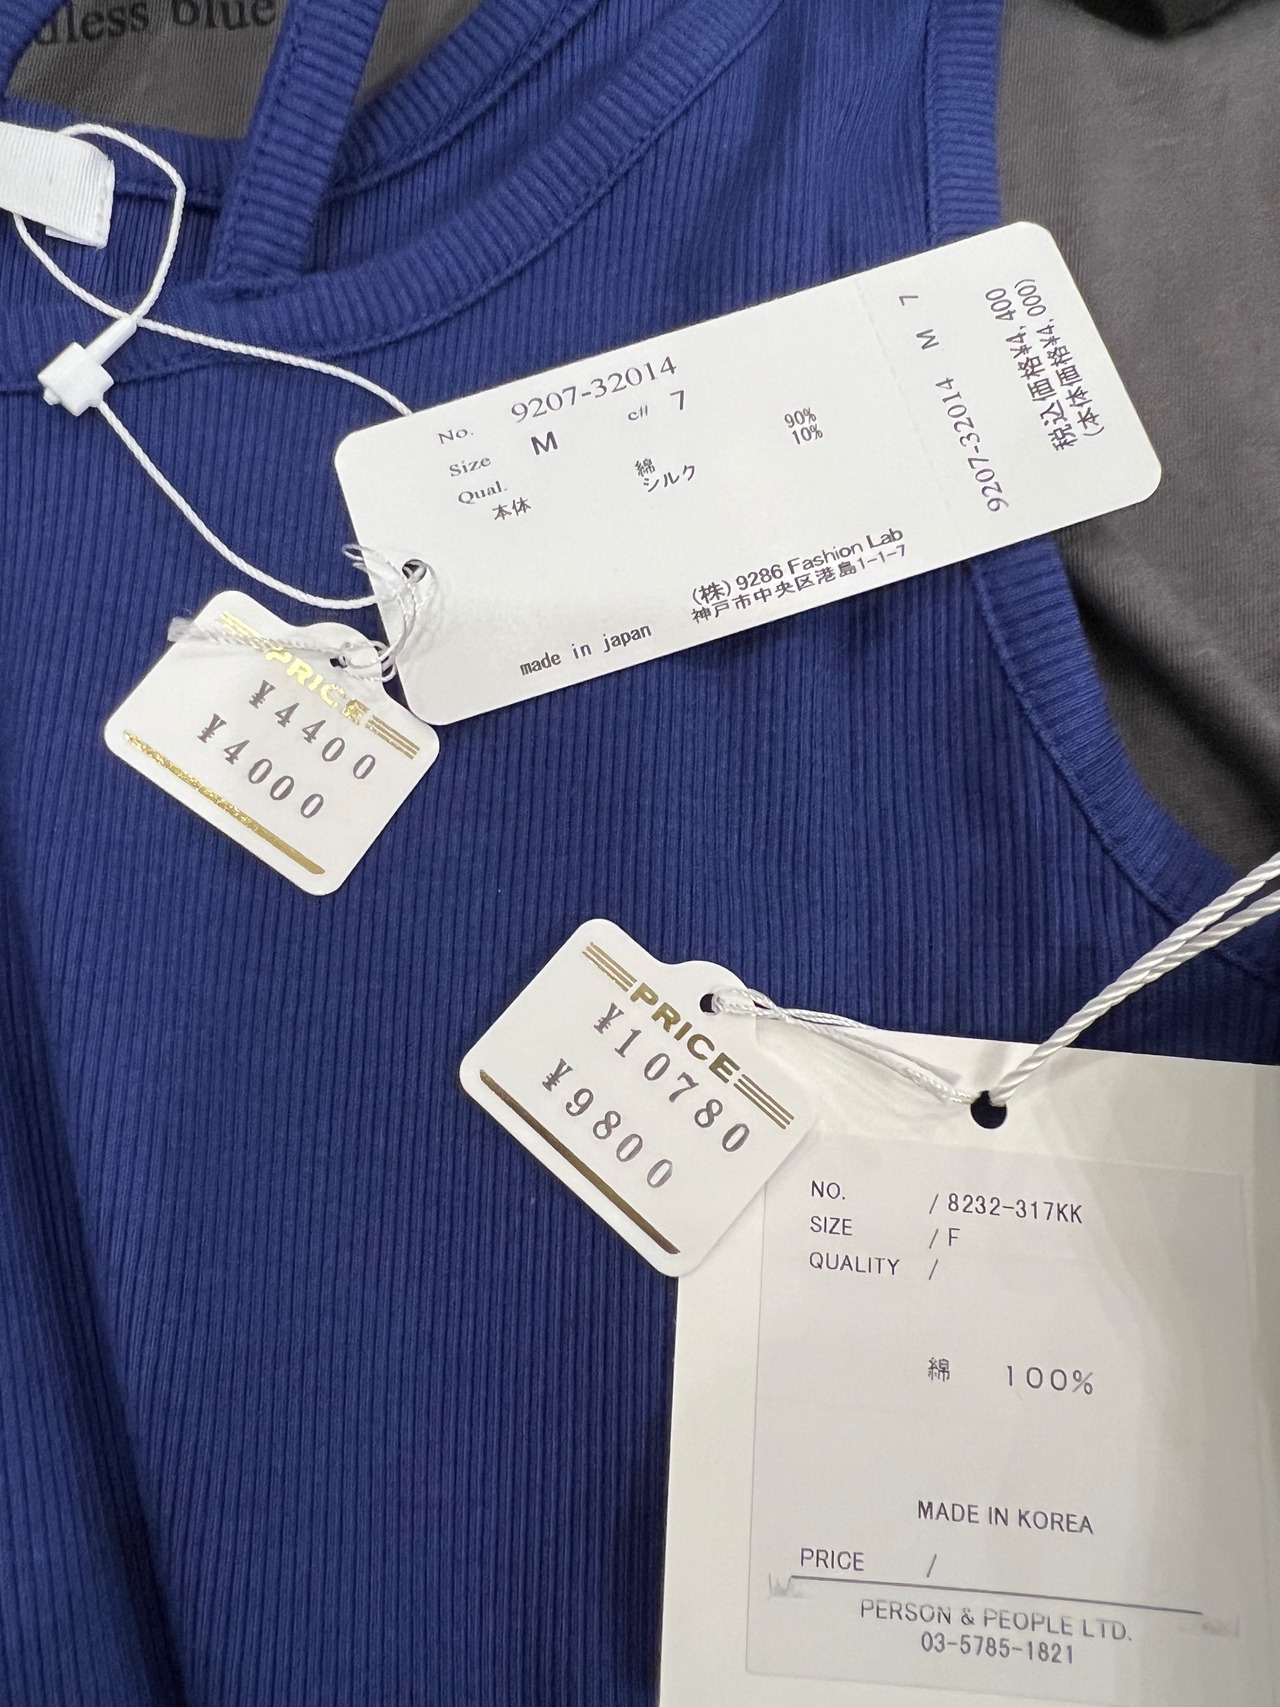 dless blue
No. 9207-32014
Size M c# 7
Qual.
本体 綿 90%
シルク 10%
(株) 9286 Fashion Lab
神戸市中央区港島1-1-7
made in japan
9207-32014 M 7
税込価格¥4,400
(本体価格¥4,000)
PRICE
¥4400
¥4000
PRICE
¥10780
¥9800
NO. / 8232-317KK
SIZE / F
QUALITY /
綿 100%
MADE IN KOREA
PRICE /
PERSON & PEOPLE LTD.
03-5785-1821